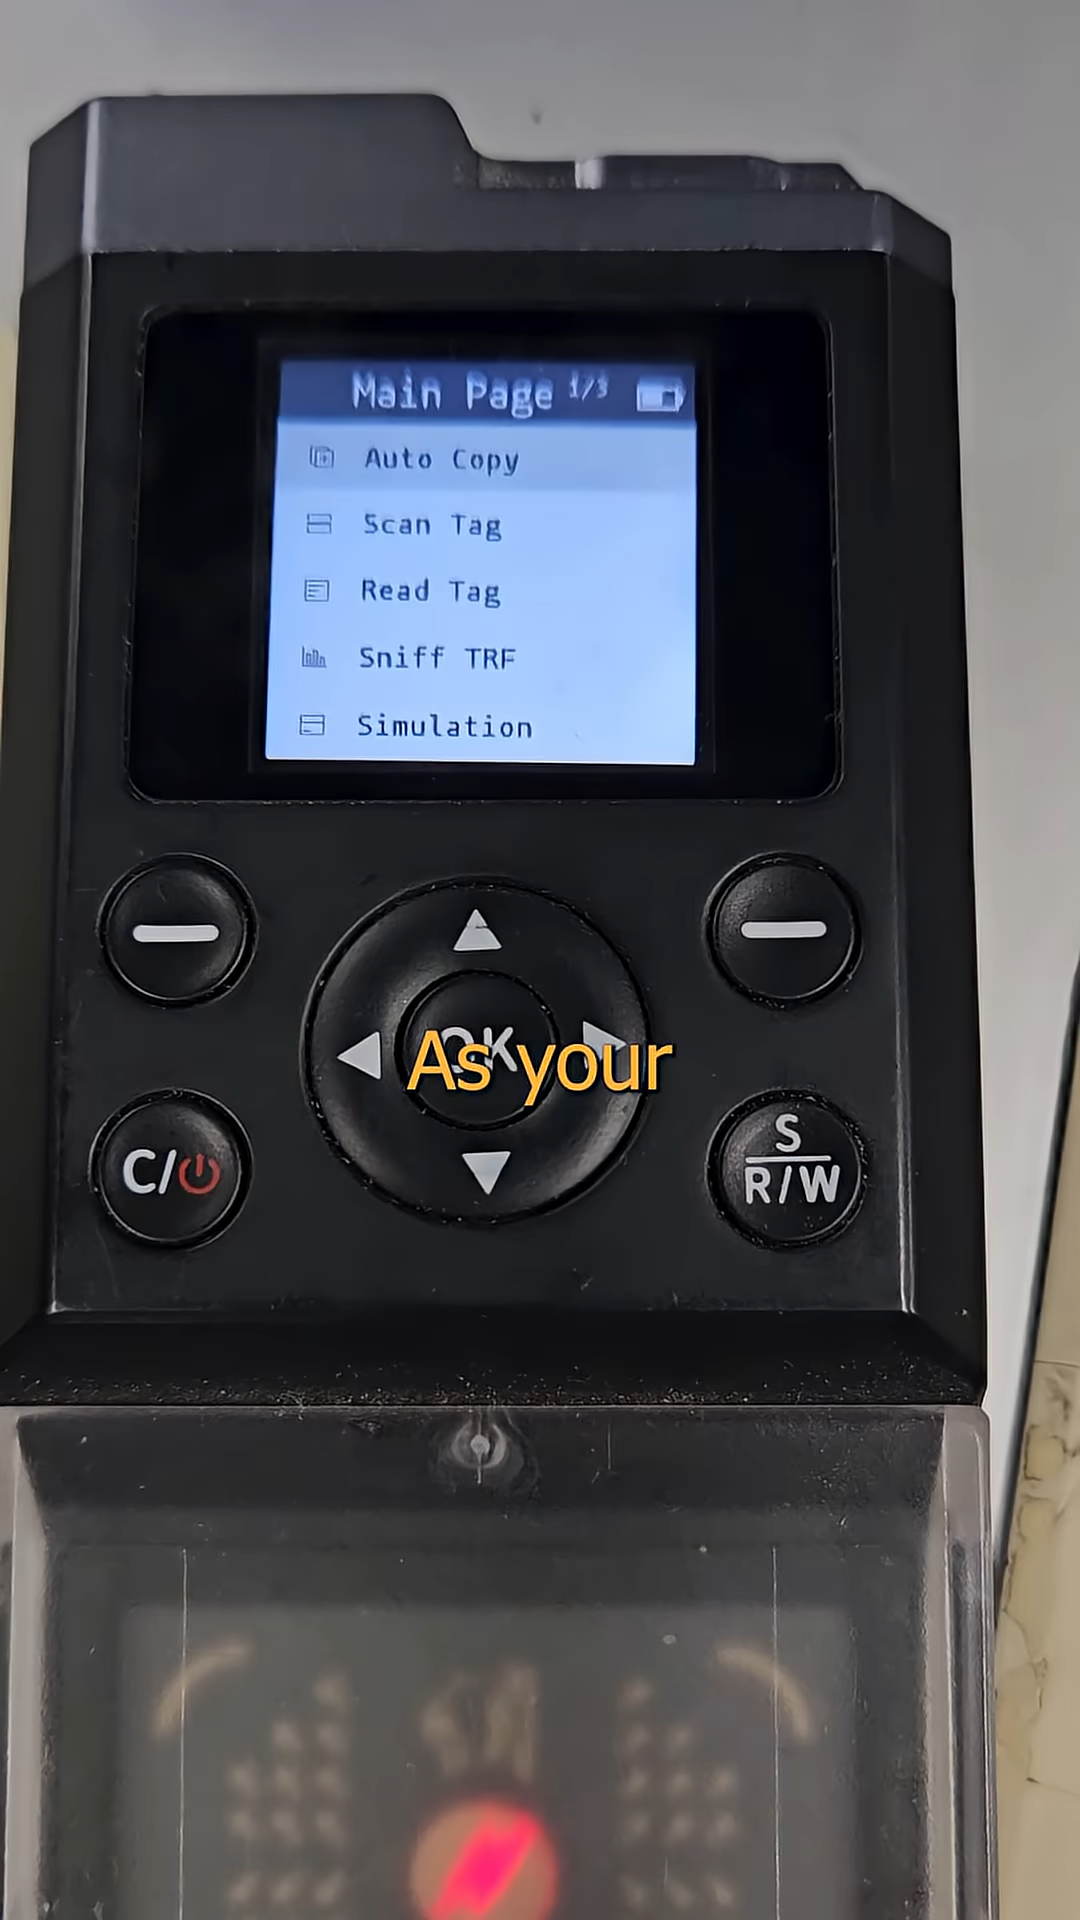 Main Page 1/3
Auto Copy
Scan Tag
Read Tag
Sniff TRF
Simulation
OK
As your
C/
S
R/W